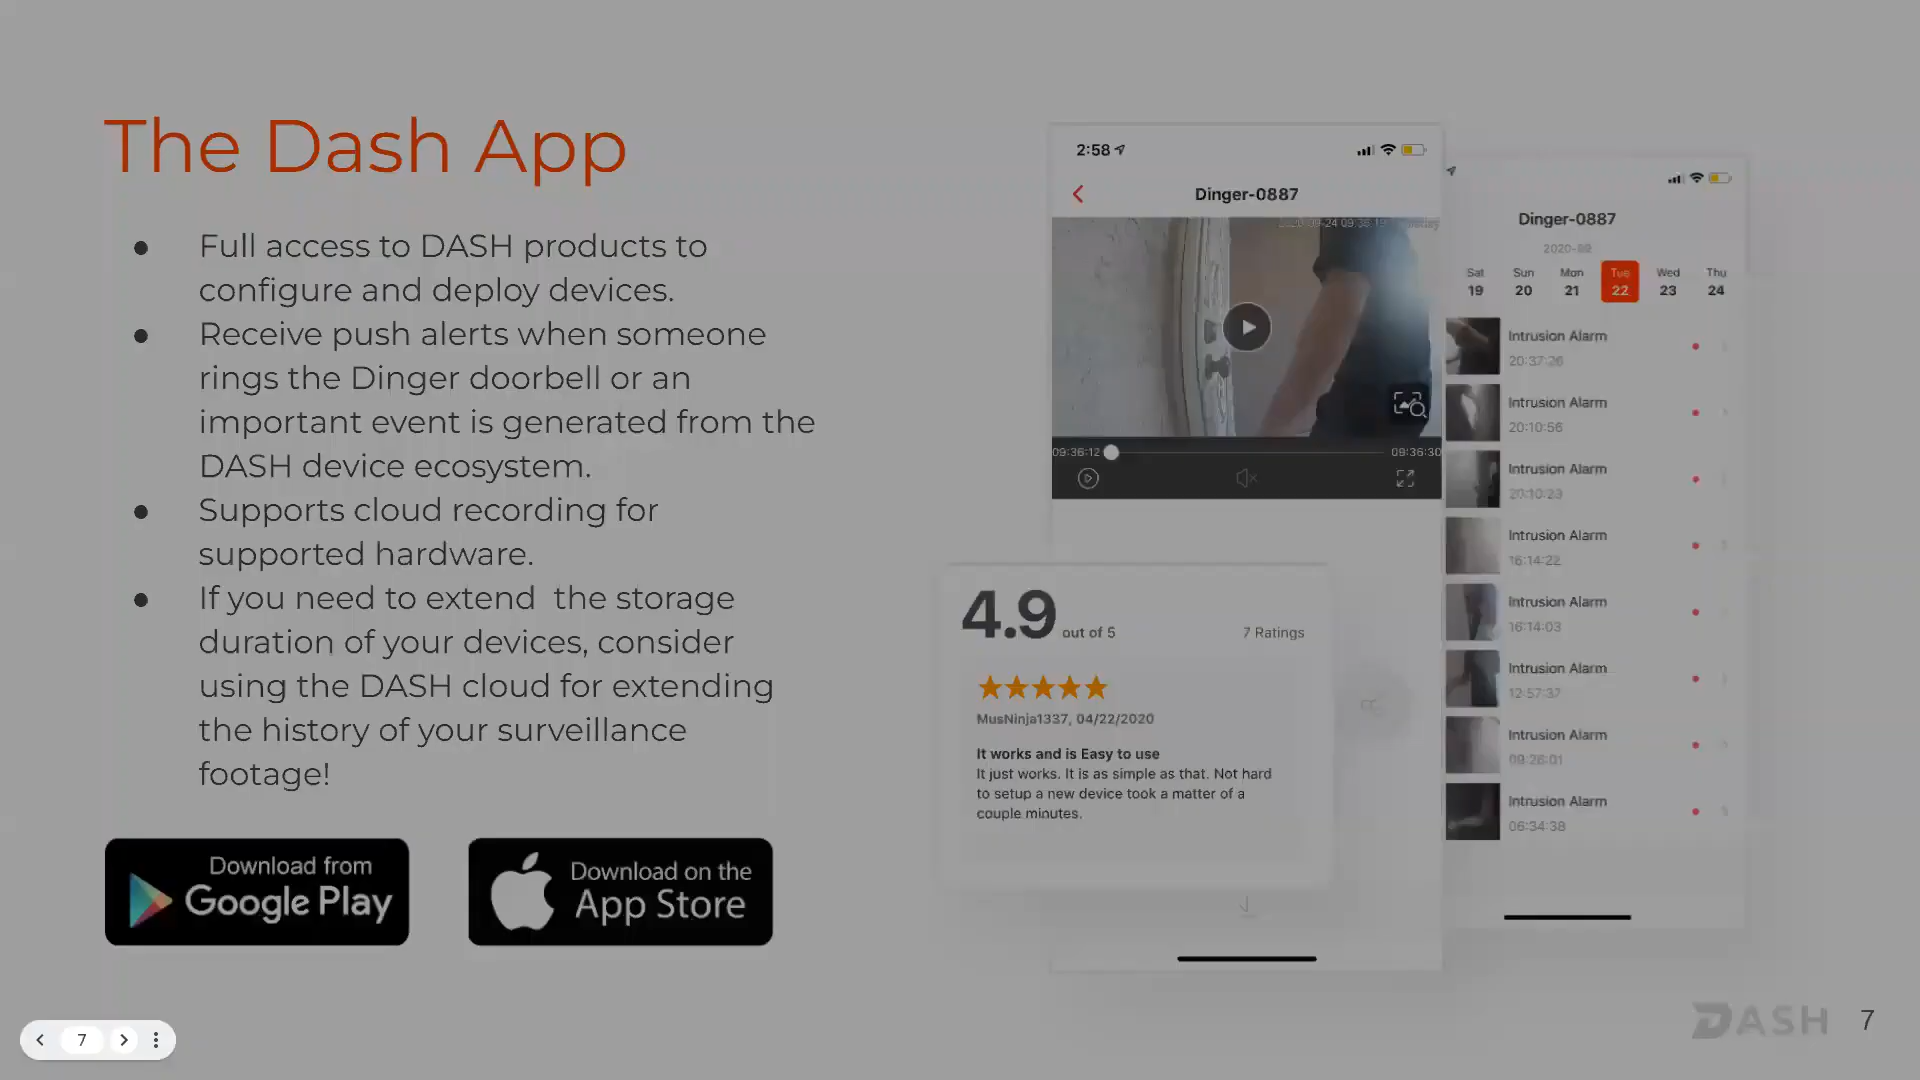 The Dash App
● Full access to DASH products to
configure and deploy devices.
● Receive push alerts when someone
rings the Dinger doorbell or an
important event is generated from the
DASH device ecosystem.
● Supports cloud recording for
supported hardware.
● If you need to extend  the storage
duration of your devices, consider
using the DASH cloud for extending
the history of your surveillance
footage!
Download from
Google Play
Download on the
App Store
2:58
Dinger-0887
09:36:12
09:36:30
4.9
out of 5
7 Ratings
MusNinja1337, 04/22/2020
It works and is Easy to use
It just works. It is as simple as that. Not hard
to setup a new device took a matter of a
couple minutes.
Dinger-0887
Sat Sun Mon Tue Wed Thu
19 20 21 22 23 24
Intrusion Alarm
20:37:26
Intrusion Alarm
20:10:56
Intrusion Alarm
20:10:23
Intrusion Alarm
16:14:22
Intrusion Alarm
16:14:03
Intrusion Alarm
12:57:37
Intrusion Alarm
09:26:01
Intrusion Alarm
06:34:38
7
DASH
7